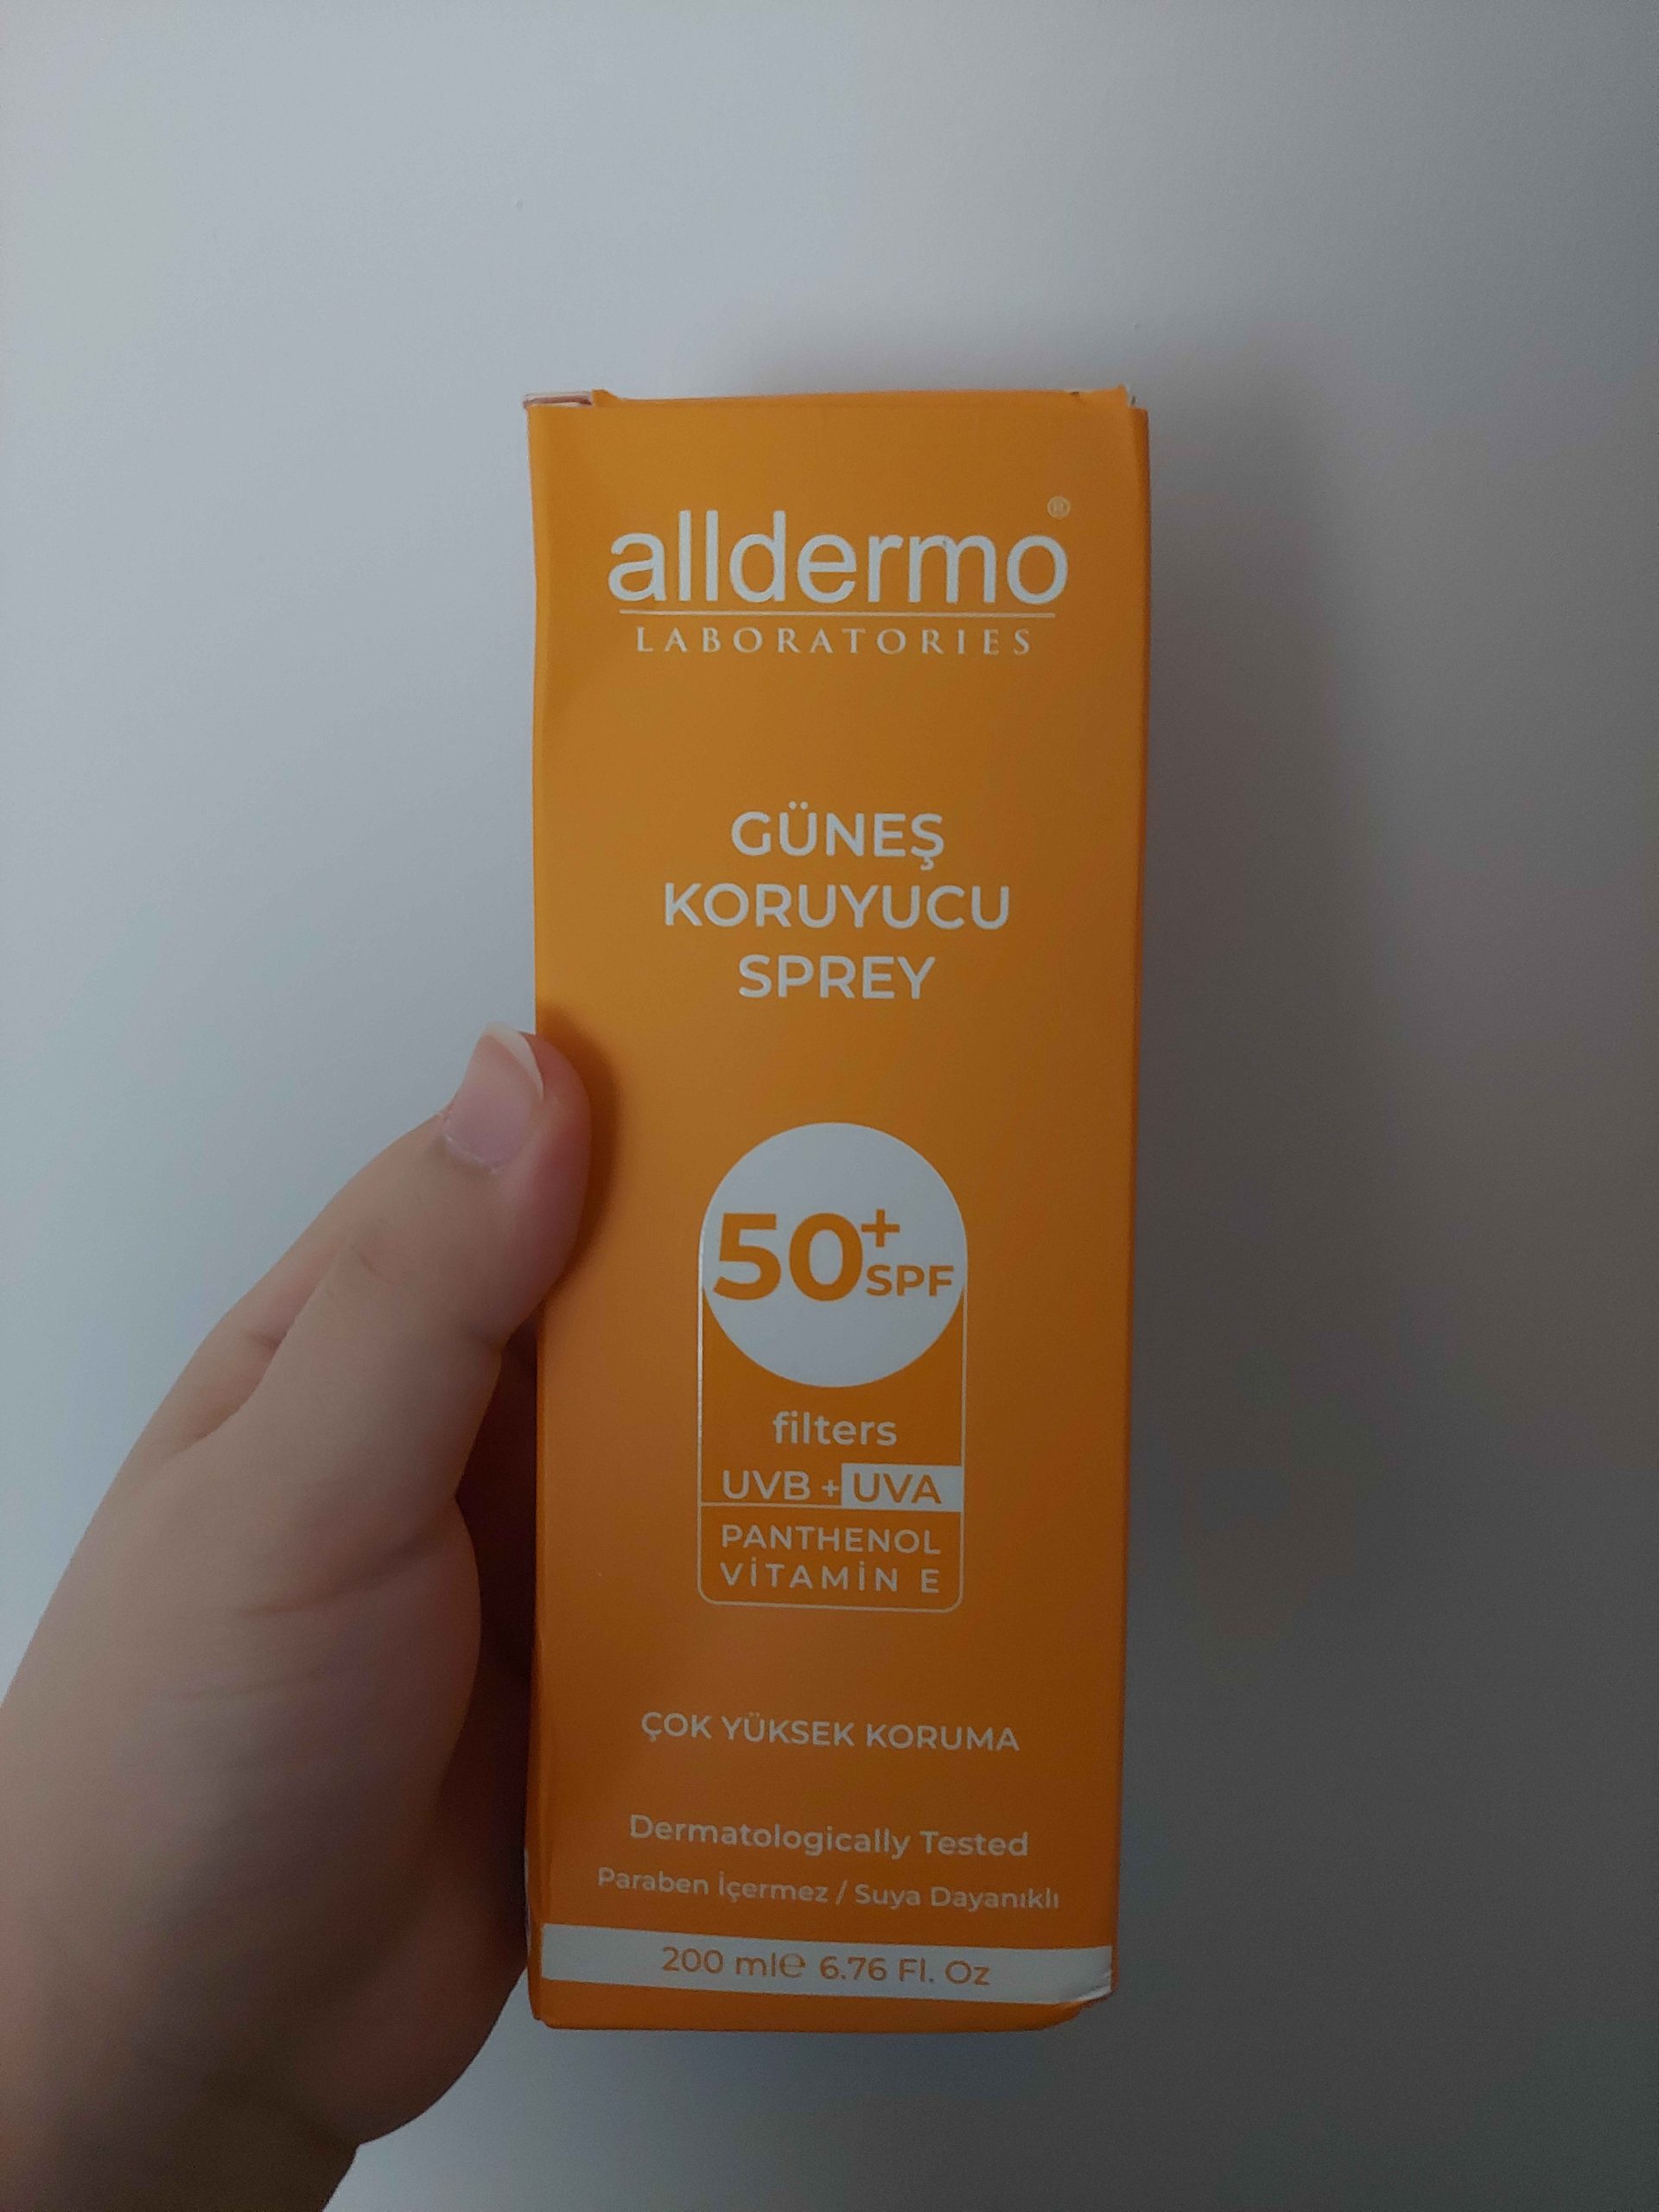 alldermo®
LABORATORIES
GÜNEŞ
KORUYUCU
SPREY
50+ SPF
filters
UVB + UVA
PANTHENOL
VİTAMİN E
ÇOK YÜKSEK KORUMA
Dermatologically Tested
Paraben İçermez / Suya Dayanıklı
200 ml℮ 6.76 Fl. Oz